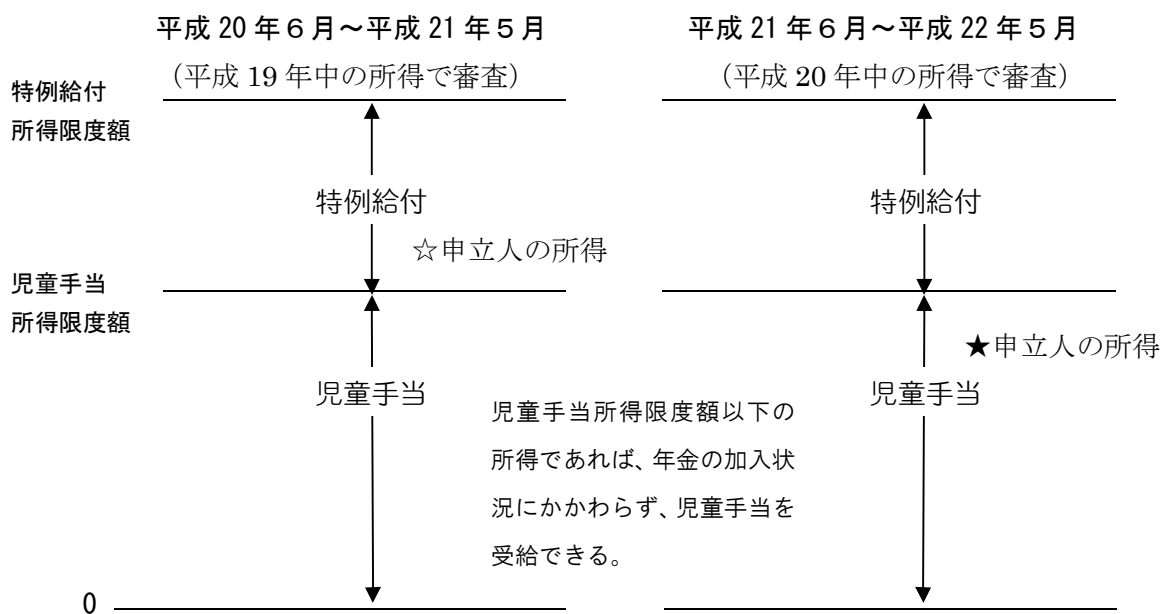 平成 20 年６月～平成 21 年５月
（平成 19 年中の所得で審査）
平成 21 年６月～平成 22 年５月
（平成 20 年中の所得で審査）
特例給付
所得限度額
特例給付
☆申立人の所得
特例給付
児童手当
所得限度額
★申立人の所得
児童手当
児童手当
児童手当所得限度額以下の
所得であれば、年金の加入状
況にかかわらず、児童手当を
受給できる。
0